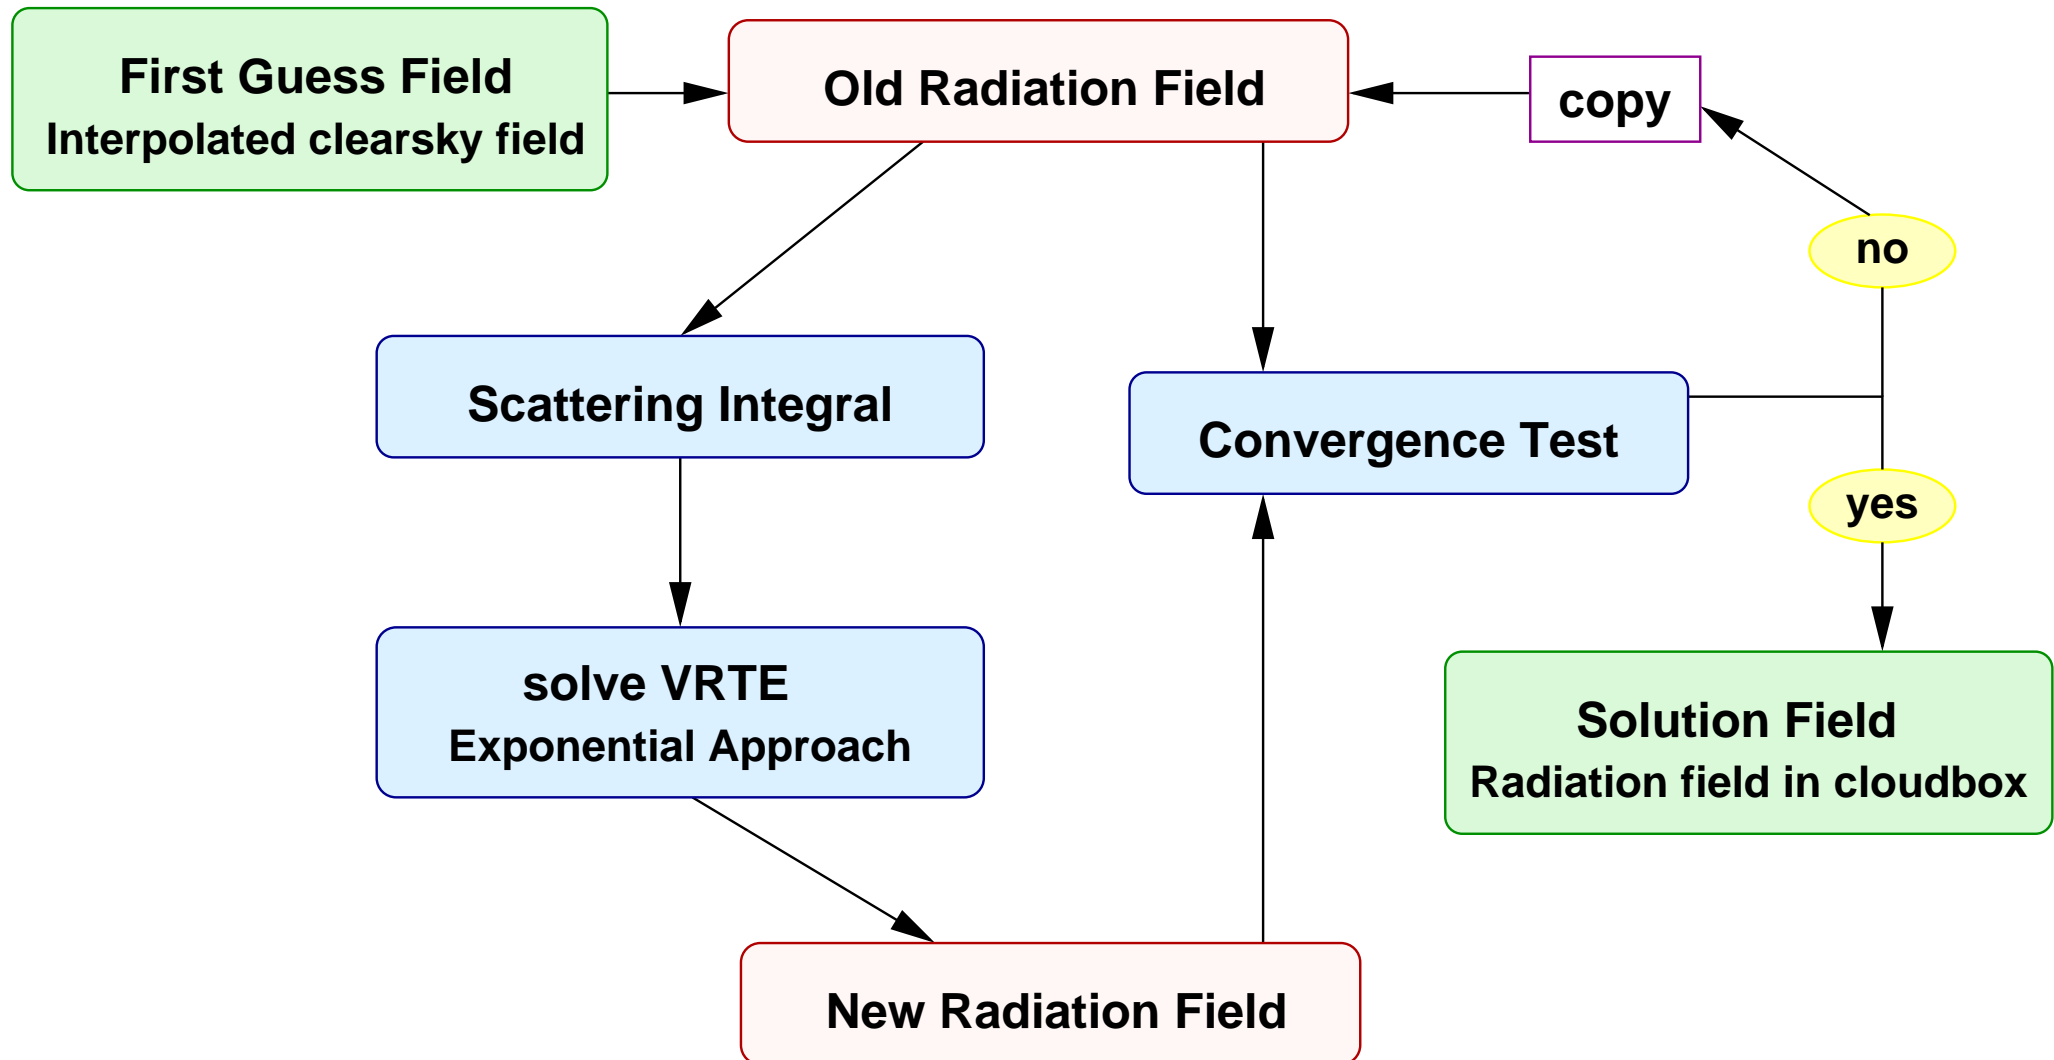 First Guess Field
Interpolated clearsky field
Old Radiation Field
copy
no
Scattering Integral
Convergence Test
yes
solve VRTE
Exponential Approach
Solution Field
Radiation field in cloudbox
New Radiation Field